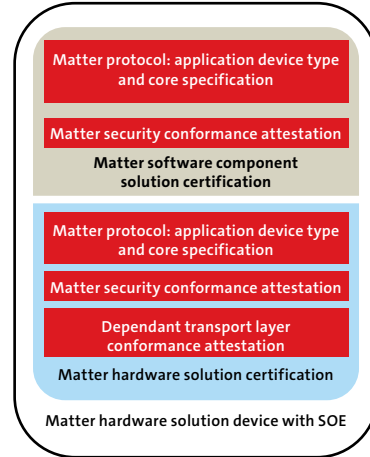 Matter protocol: application device type
and core specification
Matter security conformance attestation
Matter software component
solution certification
Matter protocol: application device type
and core specification
Matter security conformance attestation
Dependant transport layer
conformance attestation
Matter hardware solution certification
Matter hardware solution device with SOE